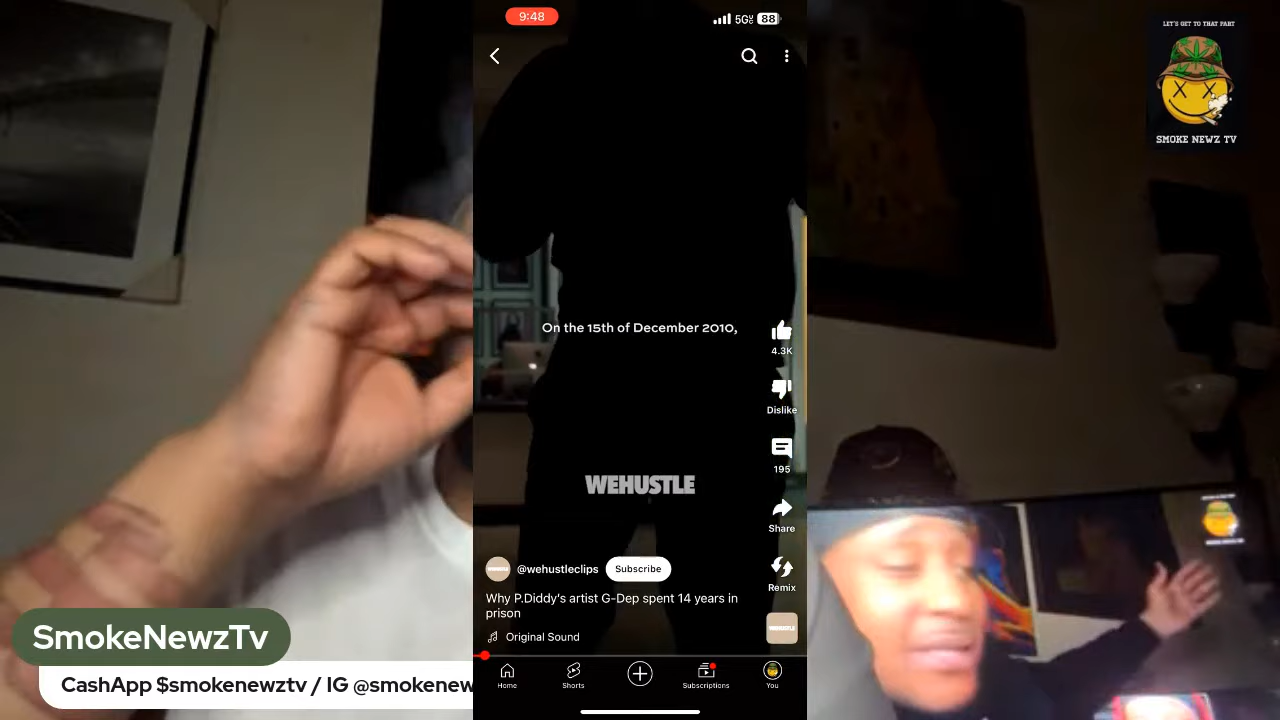 9:48
5G
88
LET'S GET TO THAT PART
SMOKE NEWZ TV
On the 15th of December 2010,
4.3K
Dislike
195
WEHUSTLE
Share
@wehustleclips
Subscribe
Remix
Why P.Diddy's artist G-Dep spent 14 years in
prison
Original Sound
Home
Shorts
Subscriptions
You
SmokeNewzTv
CashApp $smokenewztv / IG @smokenew